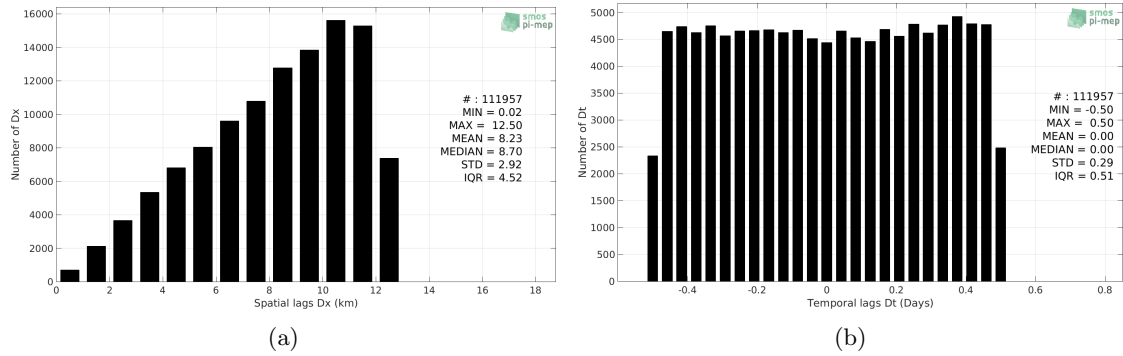 16000
14000
12000
10000
8000
6000
4000
2000
0
Number of Dx
smos
pi-mep
# : 111957
MIN = 0.02
MAX = 12.50
MEAN = 8.23
MEDIAN = 8.70
STD = 2.92
IQR = 4.52
0 2 4 6 8 10 12 14 16 18
Spatial lags Dx (km)
(a)
5000
4500
4000
3500
3000
2500
2000
1500
1000
500
0
Number of Dt
smos
pi-mep
# : 111957
MIN = -0.50
MAX = 0.50
MEAN = 0.00
MEDIAN = 0.00
STD = 0.29
IQR = 0.51
-0.4 -0.2 0 0.2 0.4 0.6 0.8
Temporal lags Dt (Days)
(b)